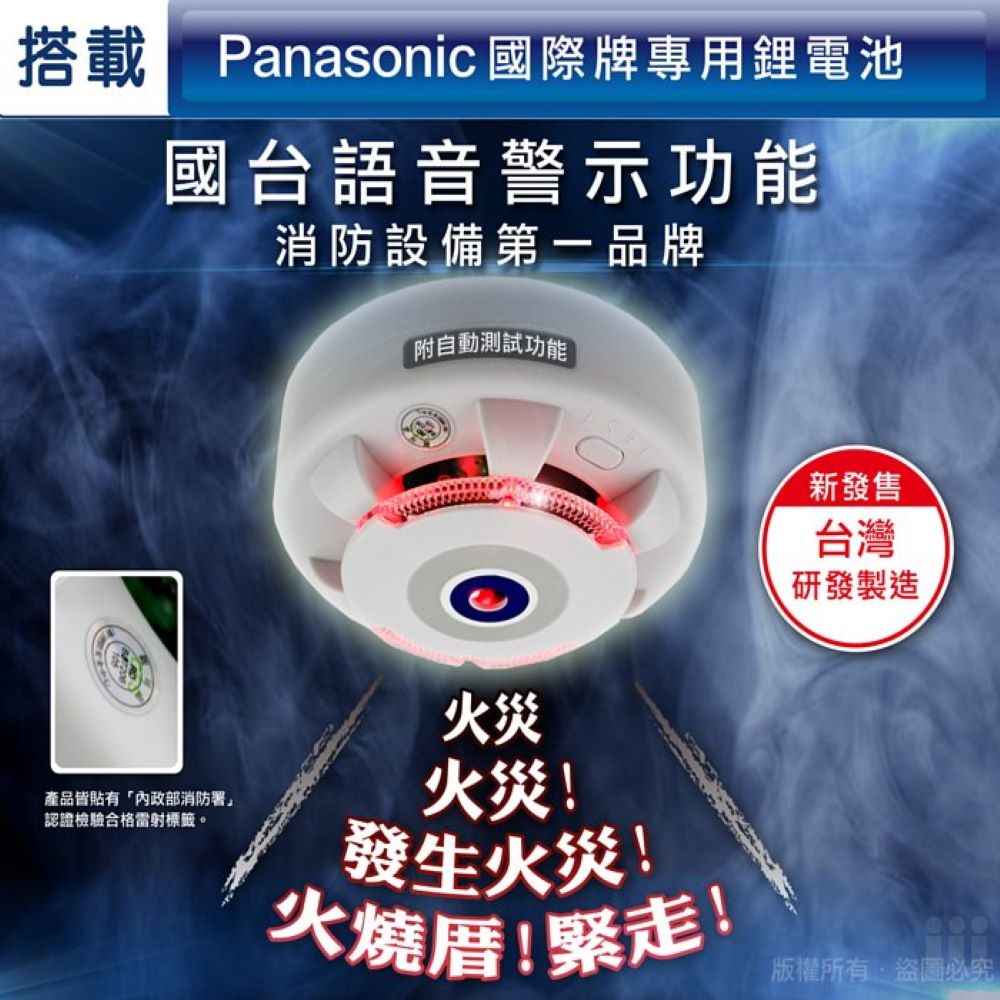 搭載
Panasonic國際牌專用鋰電池
國台語音警示功能
消防設備第一品牌
附自動測試功能
TEST
新發售
台灣
研發製造
產品皆貼有「內政部消防署」
認證檢驗合格雷射標籤。
火災
火災！
發生火災！
火燒厝！緊走！
版權所有．盜圖必究